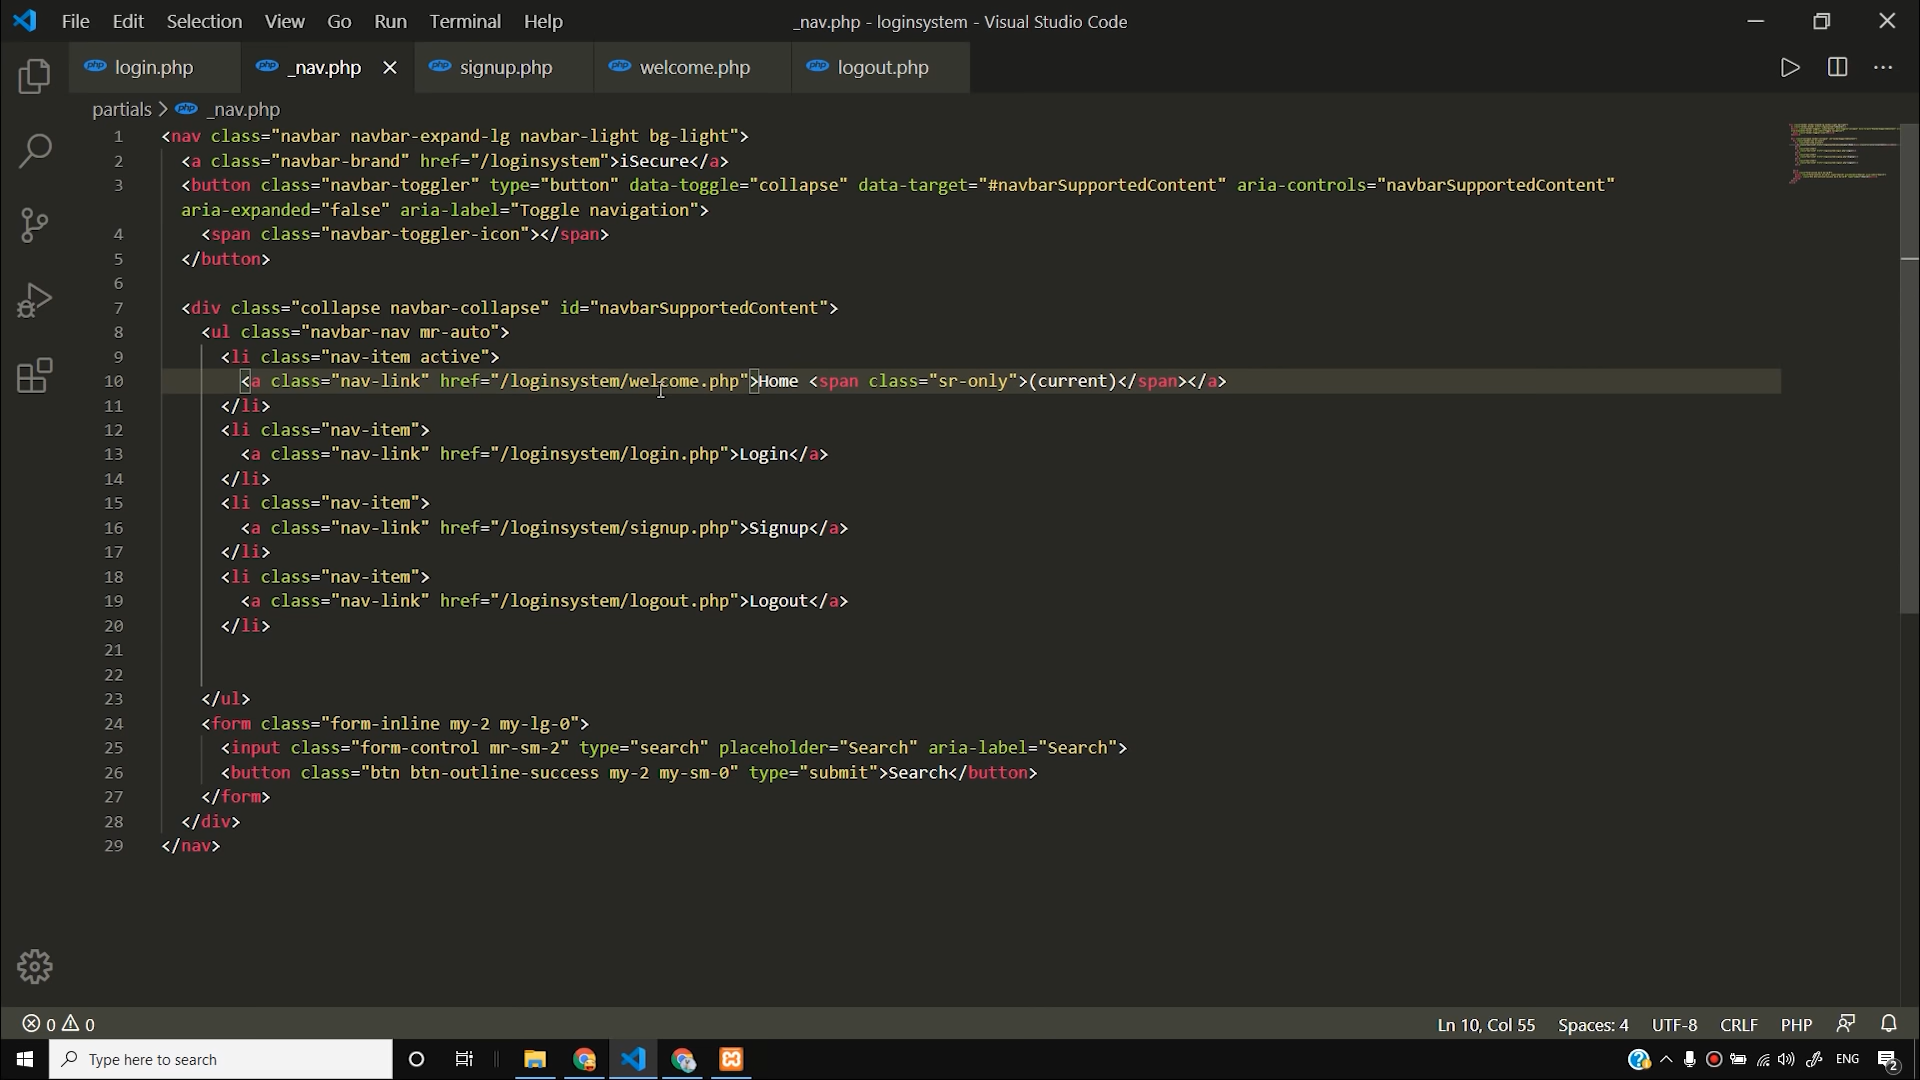 File Edit Selection View Go Run Terminal Help
_nav.php - loginsystem - Visual Studio Code
login.php
_nav.php
signup.php
welcome.php
logout.php
partials > _nav.php
1 <nav class="navbar navbar-expand-lg navbar-light bg-light">
2 <a class="navbar-brand" href="/loginsystem">iSecure</a>
3 <button class="navbar-toggler" type="button" data-toggle="collapse" data-target="#navbarSupportedContent" aria-controls="navbarSupportedContent"
aria-expanded="false" aria-label="Toggle navigation">
4 <span class="navbar-toggler-icon"></span>
5 </button>
6
7 <div class="collapse navbar-collapse" id="navbarSupportedContent">
8 <ul class="navbar-nav mr-auto">
9 <li class="nav-item active">
10 <a class="nav-link" href="/loginsystem/welcome.php">Home <span class="sr-only">(current)</span></a>
11 </li>
12 <li class="nav-item">
13 <a class="nav-link" href="/loginsystem/login.php">Login</a>
14 </li>
15 <li class="nav-item">
16 <a class="nav-link" href="/loginsystem/signup.php">Signup</a>
17 </li>
18 <li class="nav-item">
19 <a class="nav-link" href="/loginsystem/logout.php">Logout</a>
20 </li>
21
22
23 </ul>
24 <form class="form-inline my-2 my-lg-0">
25 <input class="form-control mr-sm-2" type="search" placeholder="Search" aria-label="Search">
26 <button class="btn btn-outline-success my-2 my-sm-0" type="submit">Search</button>
27 </form>
28 </div>
29 </nav>
0 0
Ln 10, Col 55 Spaces: 4 UTF-8 CRLF PHP
Type here to search
ENG
2